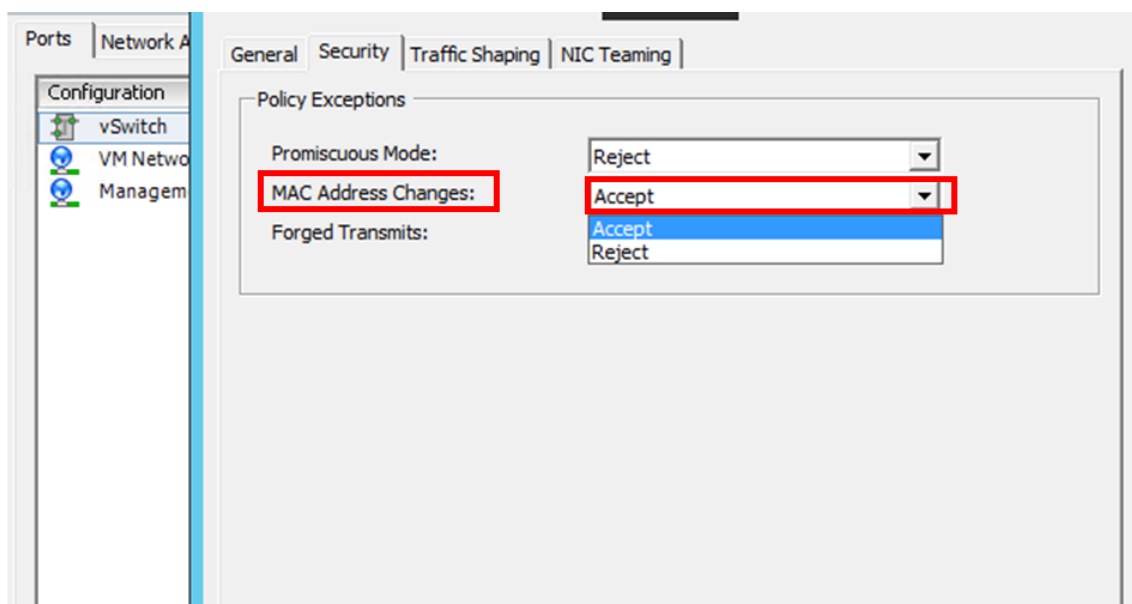 Ports
Network A
Configuration
vSwitch
VM Netwo
Managem
General
Security
Traffic Shaping
NIC Teaming
Policy Exceptions
Promiscuous Mode:
Reject
MAC Address Changes:
Accept
Forged Transmits:
Accept
Reject